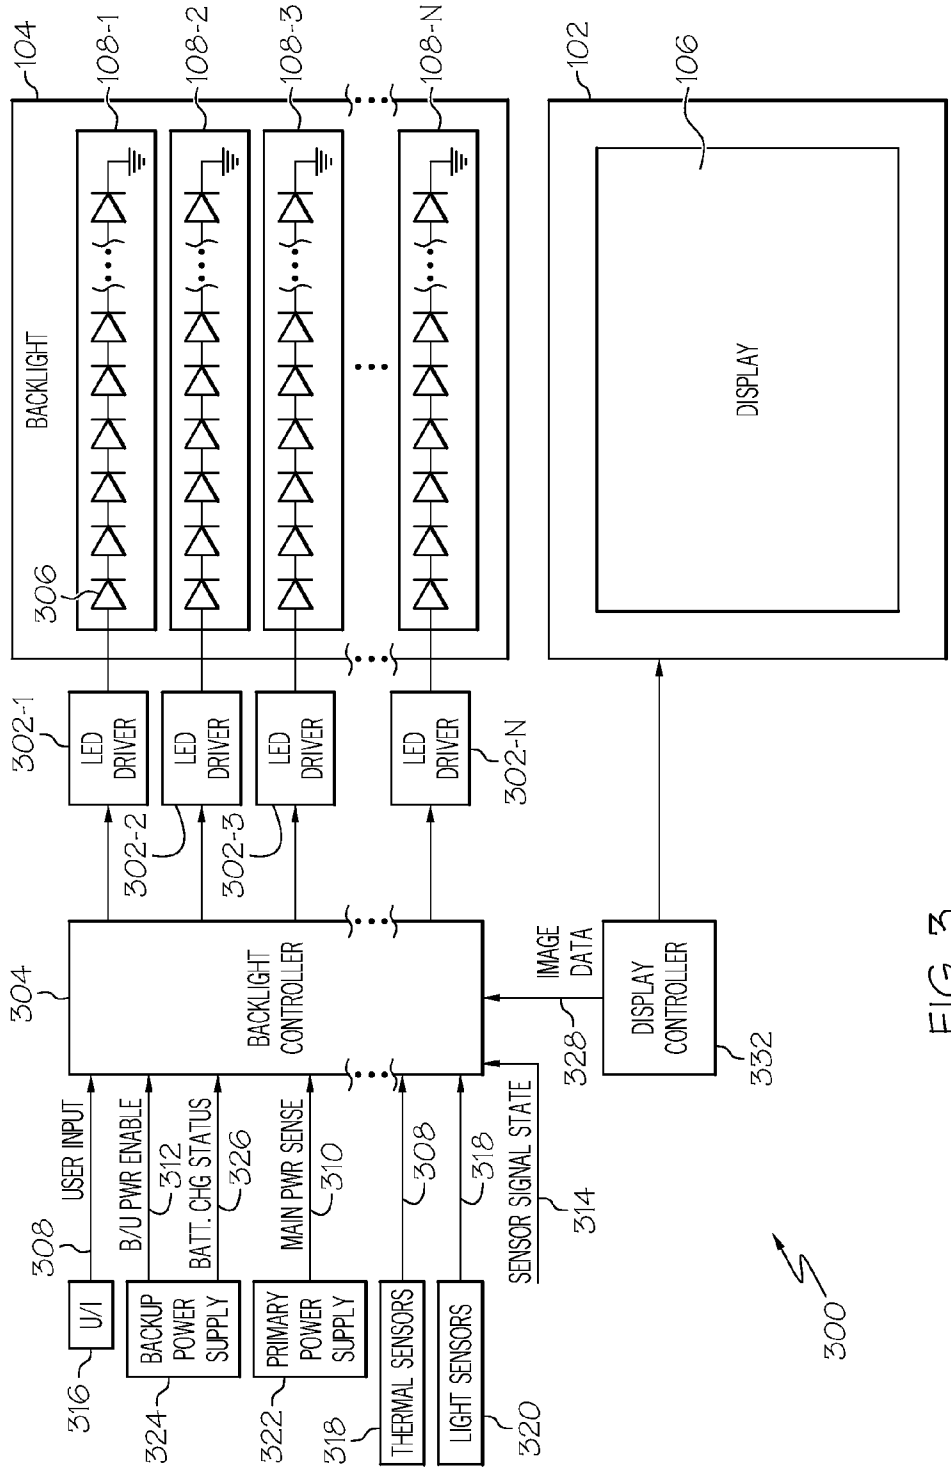 104
108-1
108-2
108-3
108-N
BACKLIGHT
306
302-1
LED
DRIVER
302-2
LED
DRIVER
302-3
LED
DRIVER
302-N
LED
DRIVER
304
BACKLIGHT
CONTROLLER
USER INPUT
308
U/I
316
B/U PWR ENABLE
312
BATT. CHG STATUS
326
BACKUP
POWER
SUPPLY
324
MAIN PWR SENSE
310
PRIMARY
POWER
SUPPLY
322
308
THERMAL SENSORS
318
318
LIGHT SENSORS
320
SENSOR SIGNAL STATE
314
IMAGE
DATA
328
DISPLAY
CONTROLLER
332
102
106
DISPLAY
300
FIG. 3